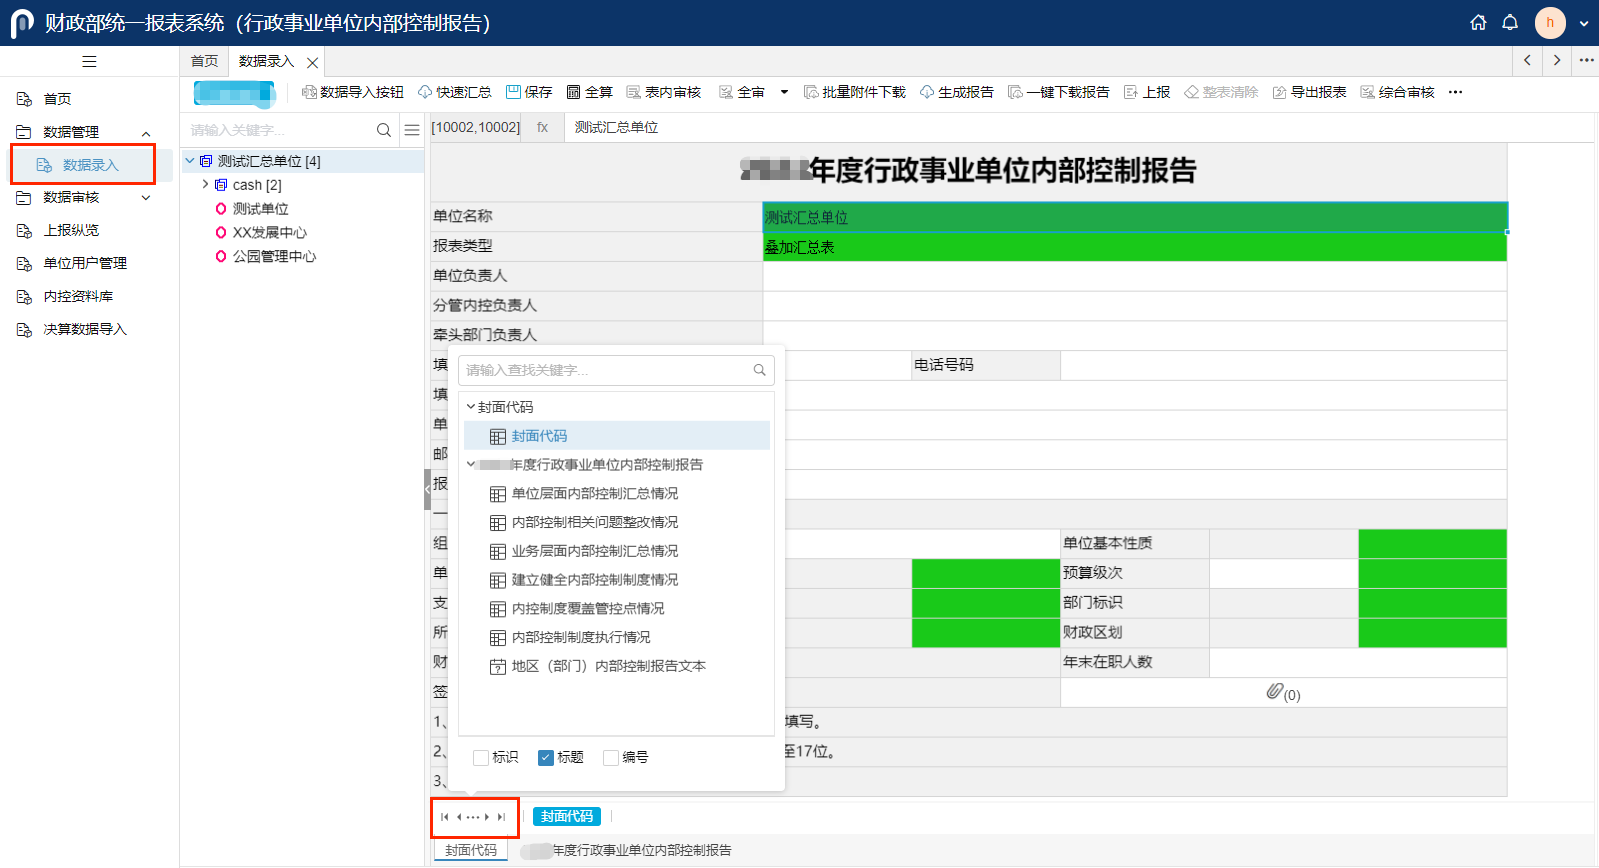 财政部统一报表系统（行政事业单位内部控制报告）
h
首页
数据录入
首页
数据管理
数据录入
数据审核
上报纵览
单位用户管理
内控资料库
决算数据导入
数据导入按钮 快速汇总 保存 全算 表内审核 全审 批量附件下载 生成报告 一键下载报告 上报 整表清除 导出报表 综合审核
请输入关键字...
测试汇总单位 [4]
cash [2]
测试单位
XX发展中心
公园管理中心
[10002,10002] fx 测试汇总单位
年度行政事业单位内部控制报告
单位名称 测试汇总单位
报表类型 叠加汇总表
单位负责人
分管内控负责人
牵头部门负责人
填 电话号码
填
单
邮
报
一
组 单位基本性质
单 预算级次
支 部门标识
所 财政区划
财 年末在职人数
签 (0)
1、 填写。
2、 至17位。
3、
请输入查找关键字...
封面代码
封面代码
年度行政事业单位内部控制报告
单位层面内部控制汇总情况
内部控制相关问题整改情况
业务层面内部控制汇总情况
建立健全内部控制制度情况
内控制度覆盖管控点情况
内部控制制度执行情况
地区（部门）内部控制报告文本
标识 标题 编号
封面代码
封面代码 年度行政事业单位内部控制报告